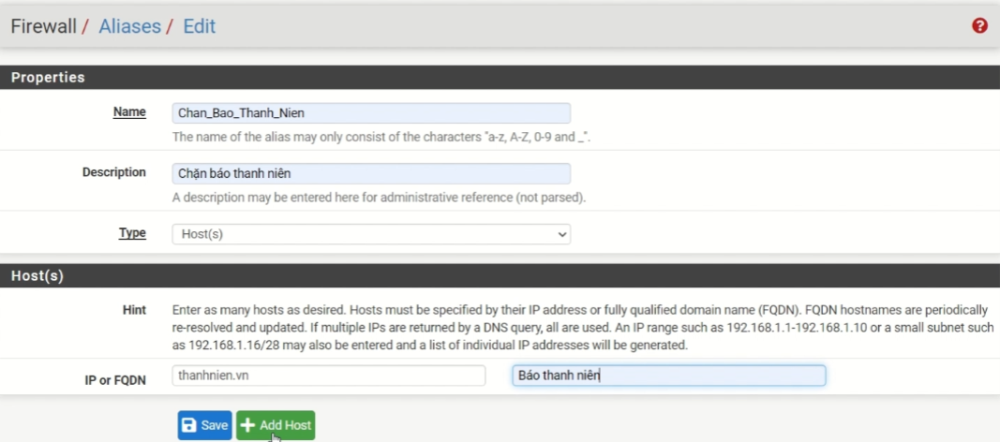 Firewall / Aliases / Edit
?
Properties
Name
Chan_Bao_Thanh_Nien
The name of the alias may only consist of the characters "a-z, A-Z, 0-9 and _".
Description
Chặn báo thanh niên
A description may be entered here for administrative reference (not parsed).
Type
Host(s)
Host(s)
Hint
Enter as many hosts as desired. Hosts must be specified by their IP address or fully qualified domain name (FQDN). FQDN hostnames are periodically
re-resolved and updated. If multiple IPs are returned by a DNS query, all are used. An IP range such as 192.168.1.1-192.168.1.10 or a small subnet such
as 192.168.1.16/28 may also be entered and a list of individual IP addresses will be generated.
IP or FQDN
thanhnien.vn
Báo thanh niên
Save
+ Add Host